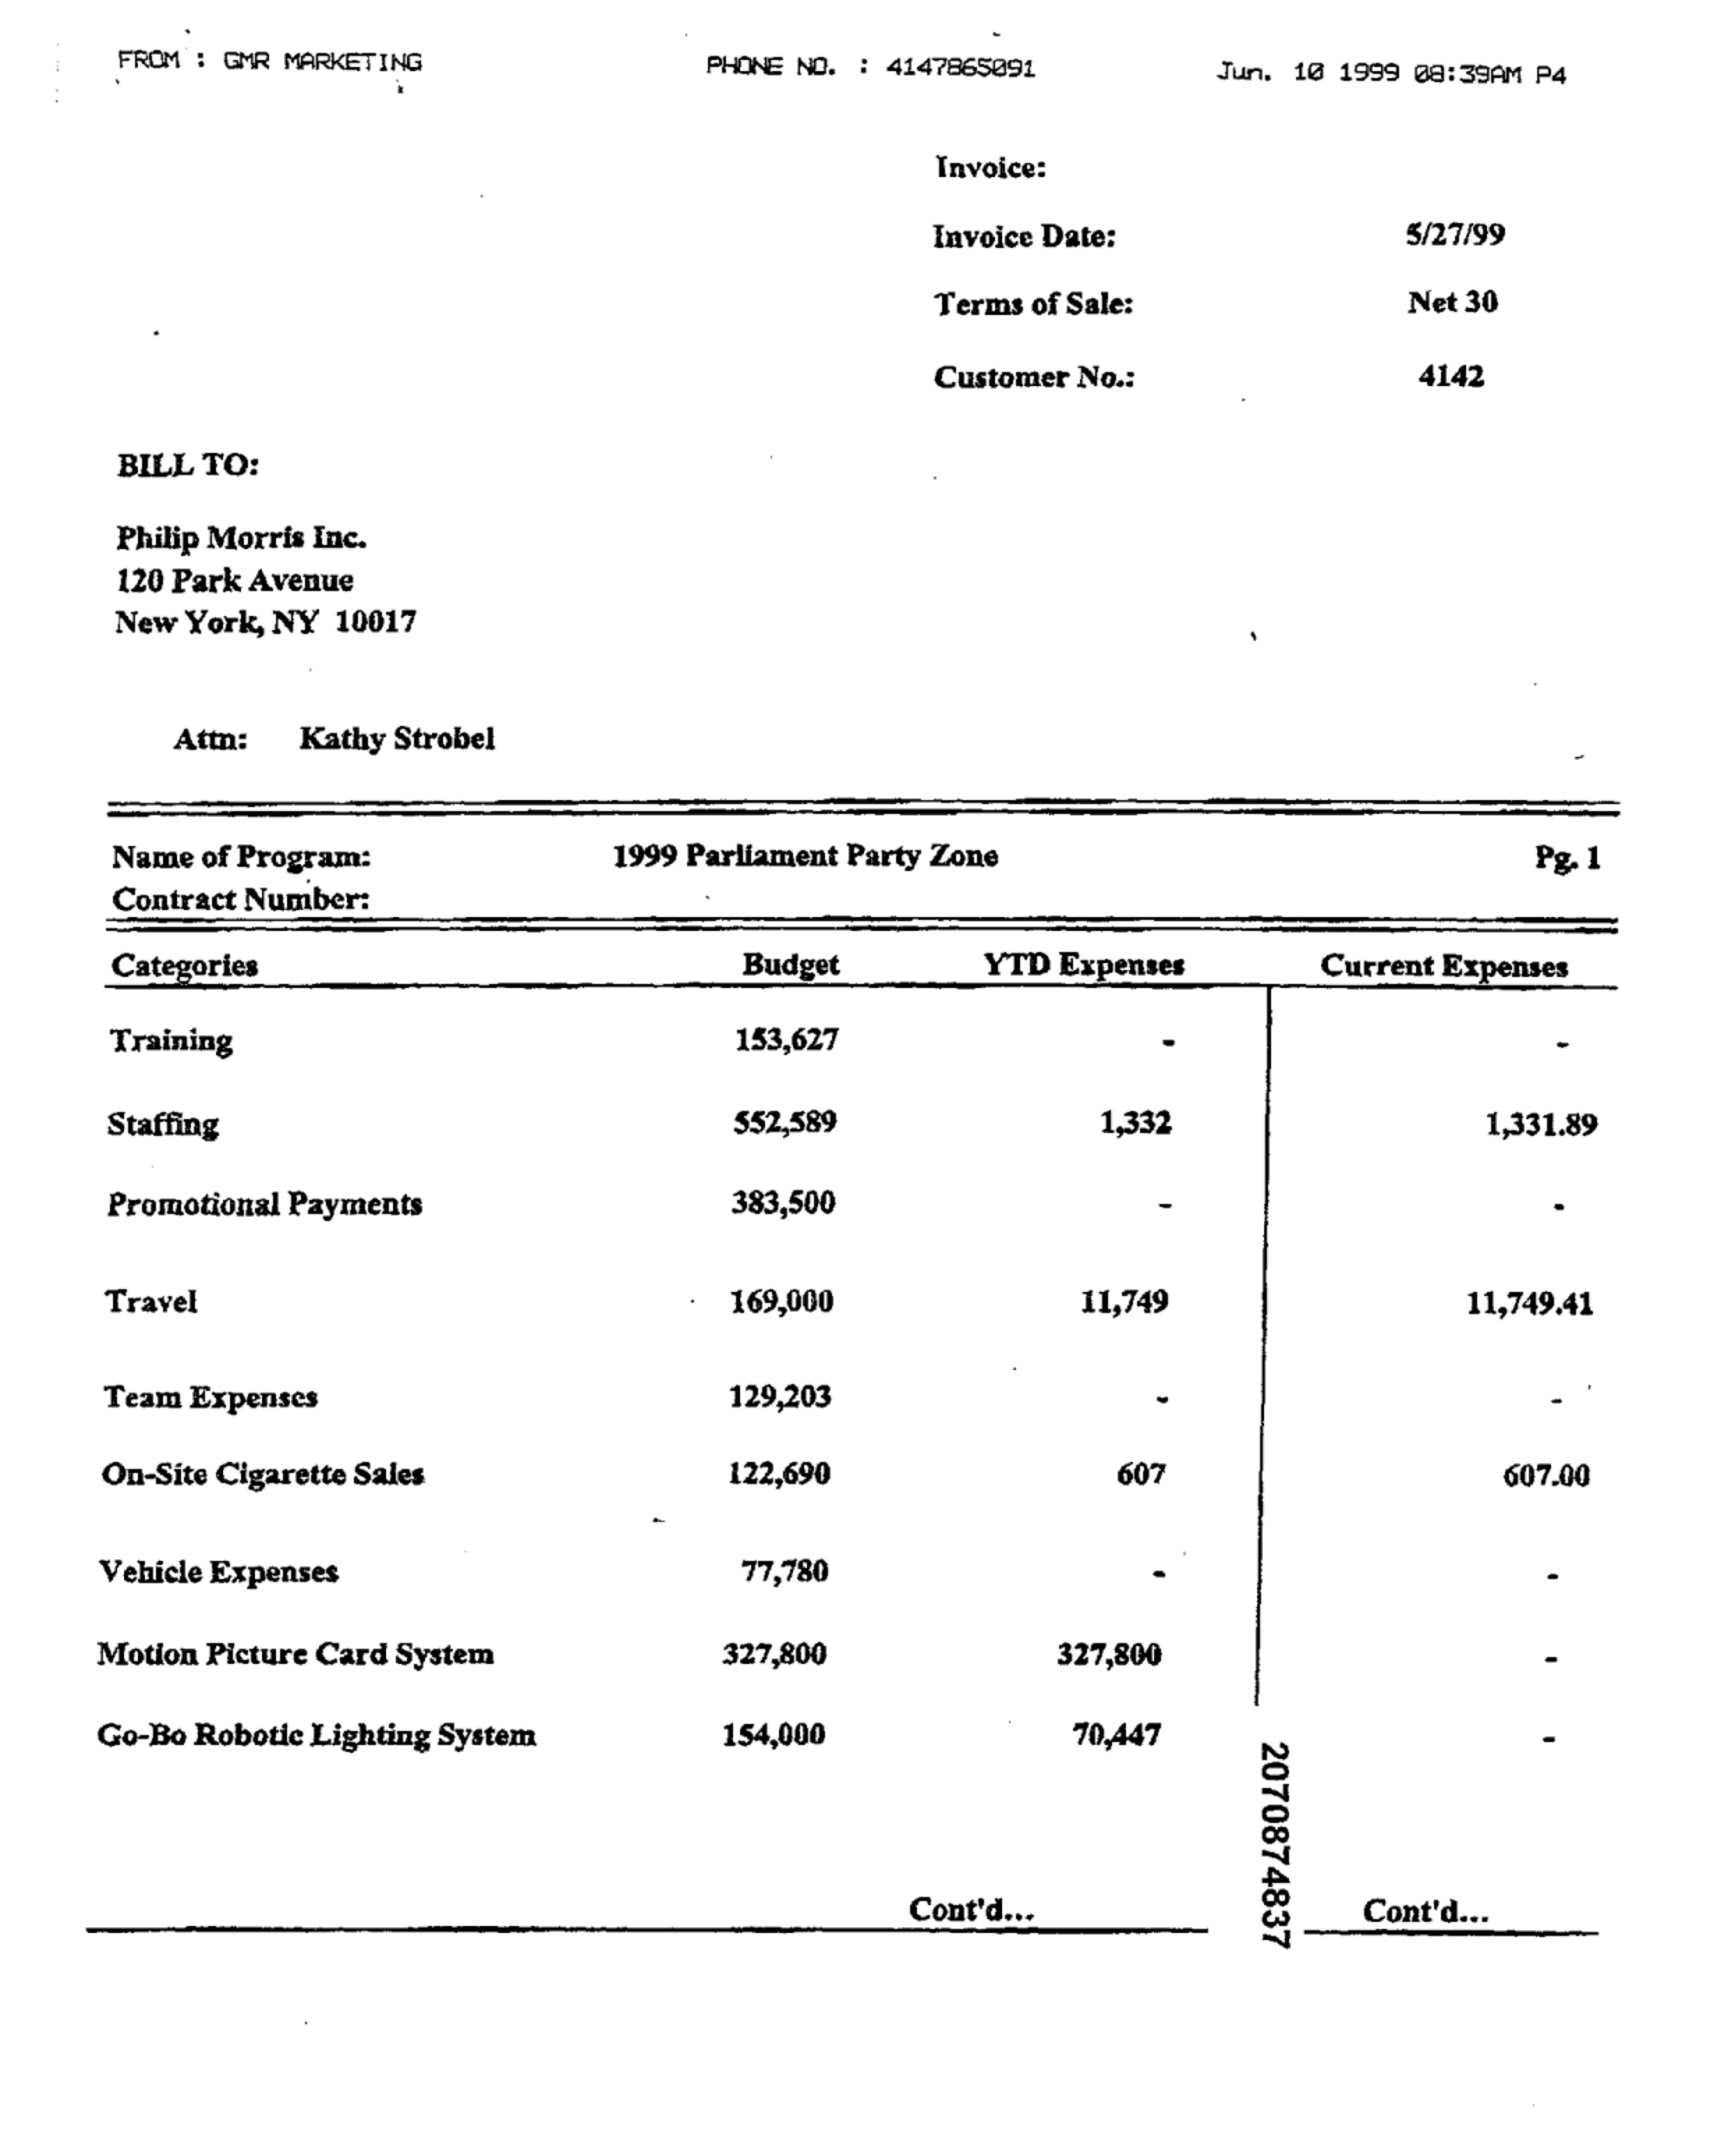 FROM : GMR MARKETING PHONE NO. : 4147865091 Jun. 10 1999 08:39AM P4
Invoice:
Invoice Date: 5/27/99
Terms of Sale: Net 30
Customer No.: 4142
BILL TO:
Philip Morris Inc.
120 Park Avenue
New York, NY 10017
Attn: Kathy Strobel
Name of Program: 1999 Parliament Party Zone Pg. 1
Contract Number:
Categories Budget YTD Expenses Current Expenses
Training 153,627 - -
Staffing 552,589 1,332 1,331.89
Promotional Payments 383,500 - -
Travel 169,000 11,749 11,749.41
Team Expenses 129,203 - -
On-Site Cigarette Sales 122,690 607 607.00
Vehicle Expenses 77,780 - -
Motion Picture Card System 327,800 327,800 -
Go-Bo Robotic Lighting System 154,000 70,447 -
2070874837
Cont'd... Cont'd...